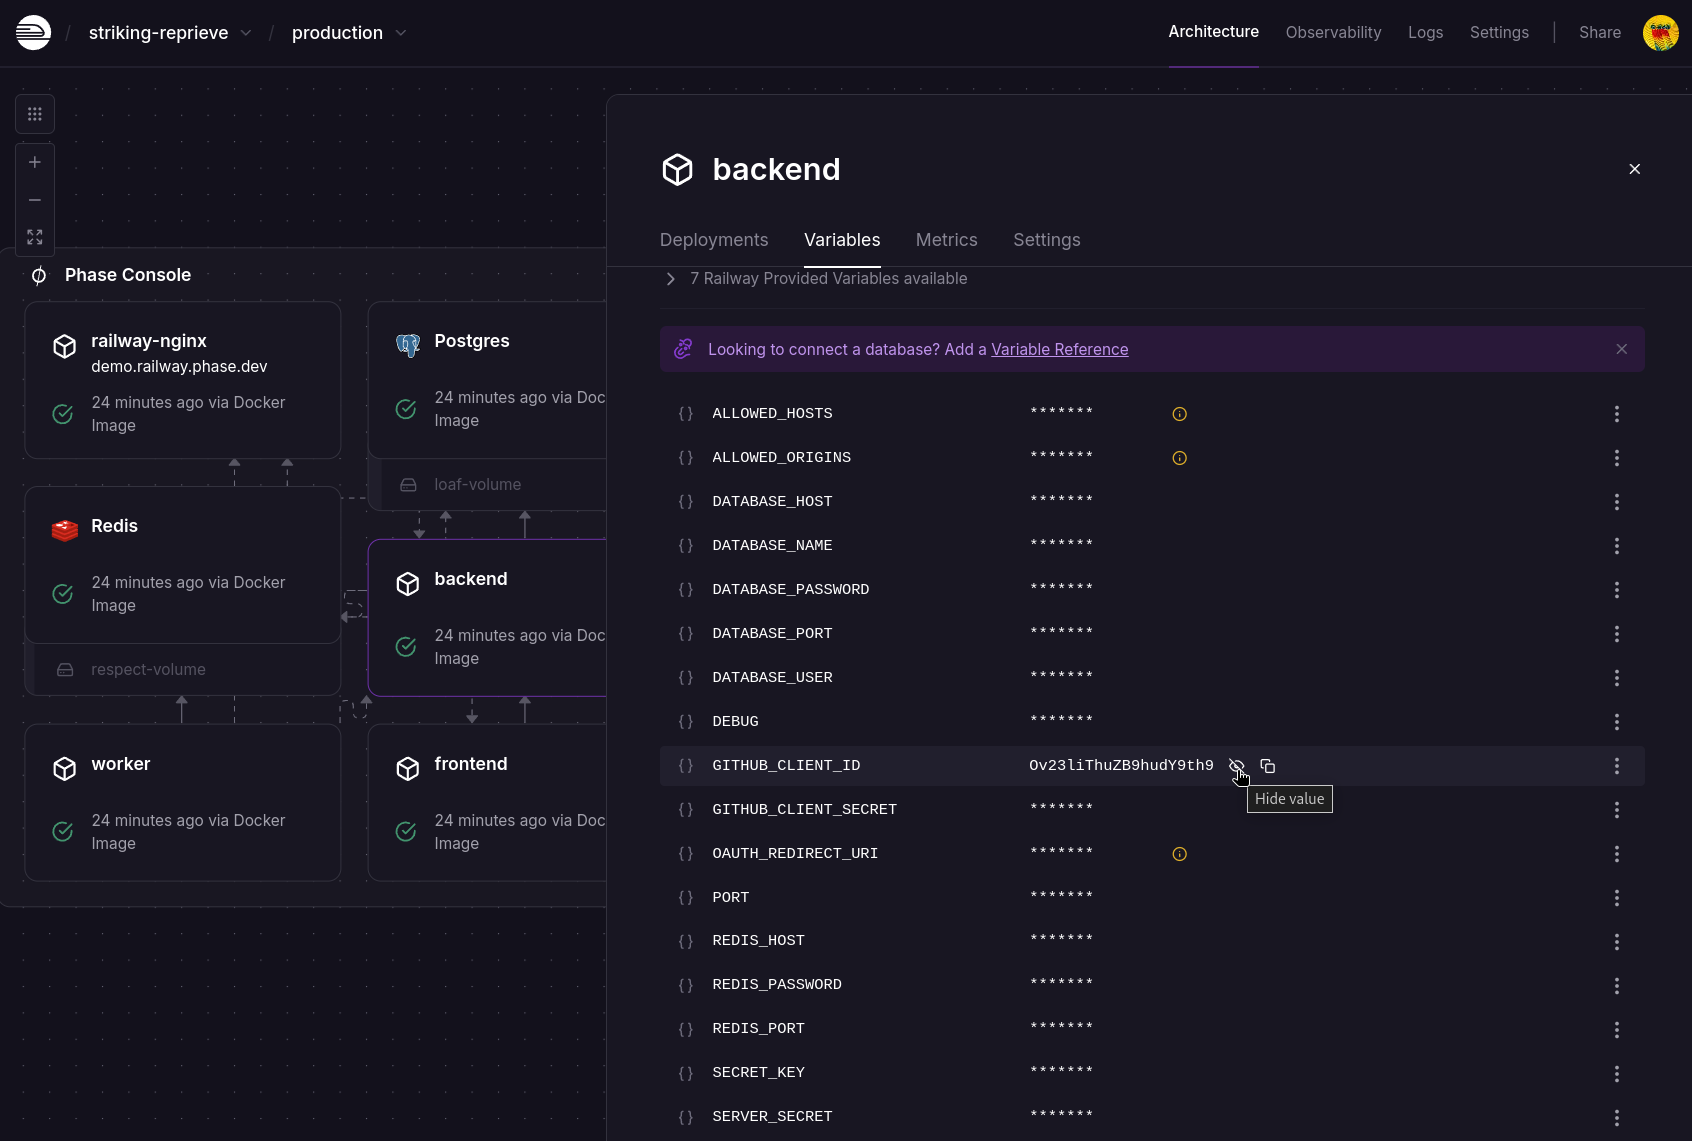 / striking-reprieve / production
Architecture Observability Logs Settings Share
Phase Console
railway-nginx
demo.railway.phase.dev
24 minutes ago via Docker
Image
Postgres
24 minutes ago via Doc
Image
loaf-volume
Redis
24 minutes ago via Docker
Image
respect-volume
backend
24 minutes ago via Doc
Image
worker
24 minutes ago via Docker
Image
frontend
24 minutes ago via Doc
Image
backend
Deployments Variables Metrics Settings
7 Railway Provided Variables available
Looking to connect a database? Add a Variable Reference
{} ALLOWED_HOSTS *******
{} ALLOWED_ORIGINS *******
{} DATABASE_HOST *******
{} DATABASE_NAME *******
{} DATABASE_PASSWORD *******
{} DATABASE_PORT *******
{} DATABASE_USER *******
{} DEBUG *******
{} GITHUB_CLIENT_ID Ov23liThuZB9hudY9th9
Hide value
{} GITHUB_CLIENT_SECRET *******
{} OAUTH_REDIRECT_URI *******
{} PORT *******
{} REDIS_HOST *******
{} REDIS_PASSWORD *******
{} REDIS_PORT *******
{} SECRET_KEY *******
{} SERVER_SECRET *******